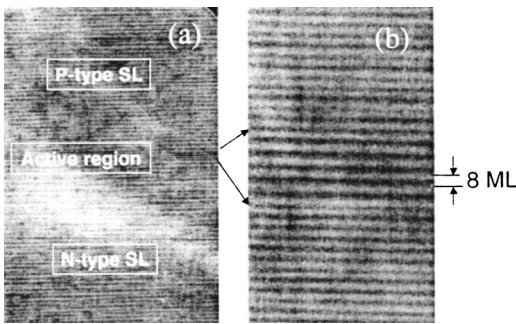 (a)
P-type SL
Active region
N-type SL
(b)
8 ML